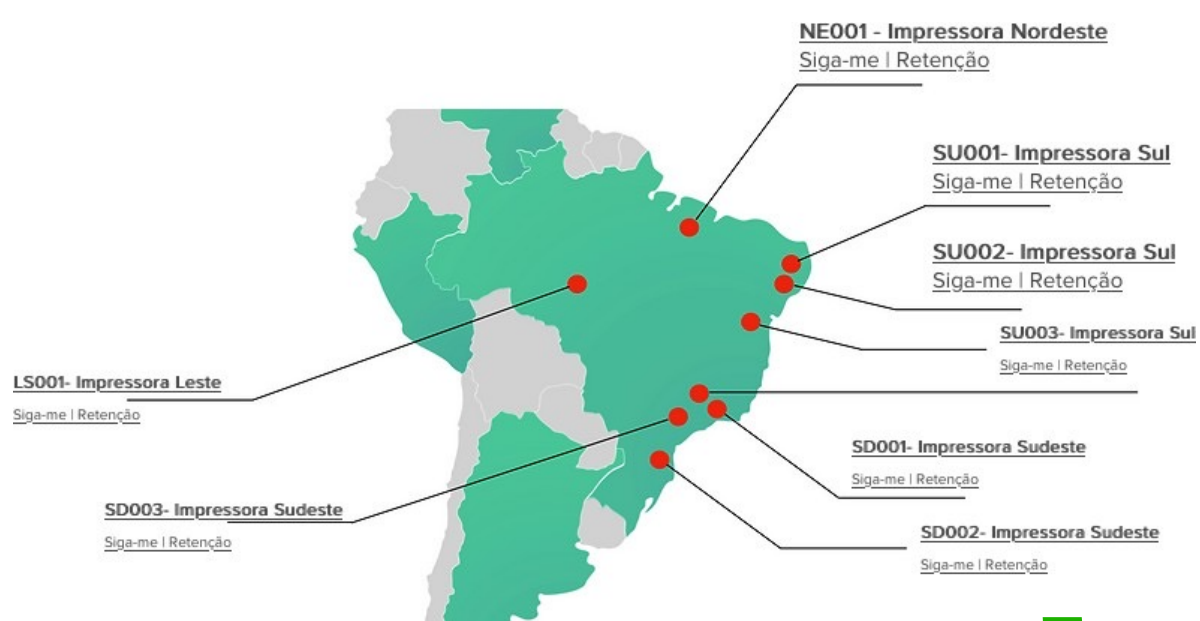 NE001 - Impressora Nordeste
Siga-me | Retenção
SU001- Impressora Sul
Siga-me | Retenção
SU002- Impressora Sul
Siga-me | Retenção
SU003- Impressora Sul
Siga-me | Retenção
LS001- Impressora Leste
Siga-me | Retenção
SD001- Impressora Sudeste
Siga-me | Retenção
SD003- Impressora Sudeste
Siga-me | Retenção
SD002- Impressora Sudeste
Siga-me | Retenção